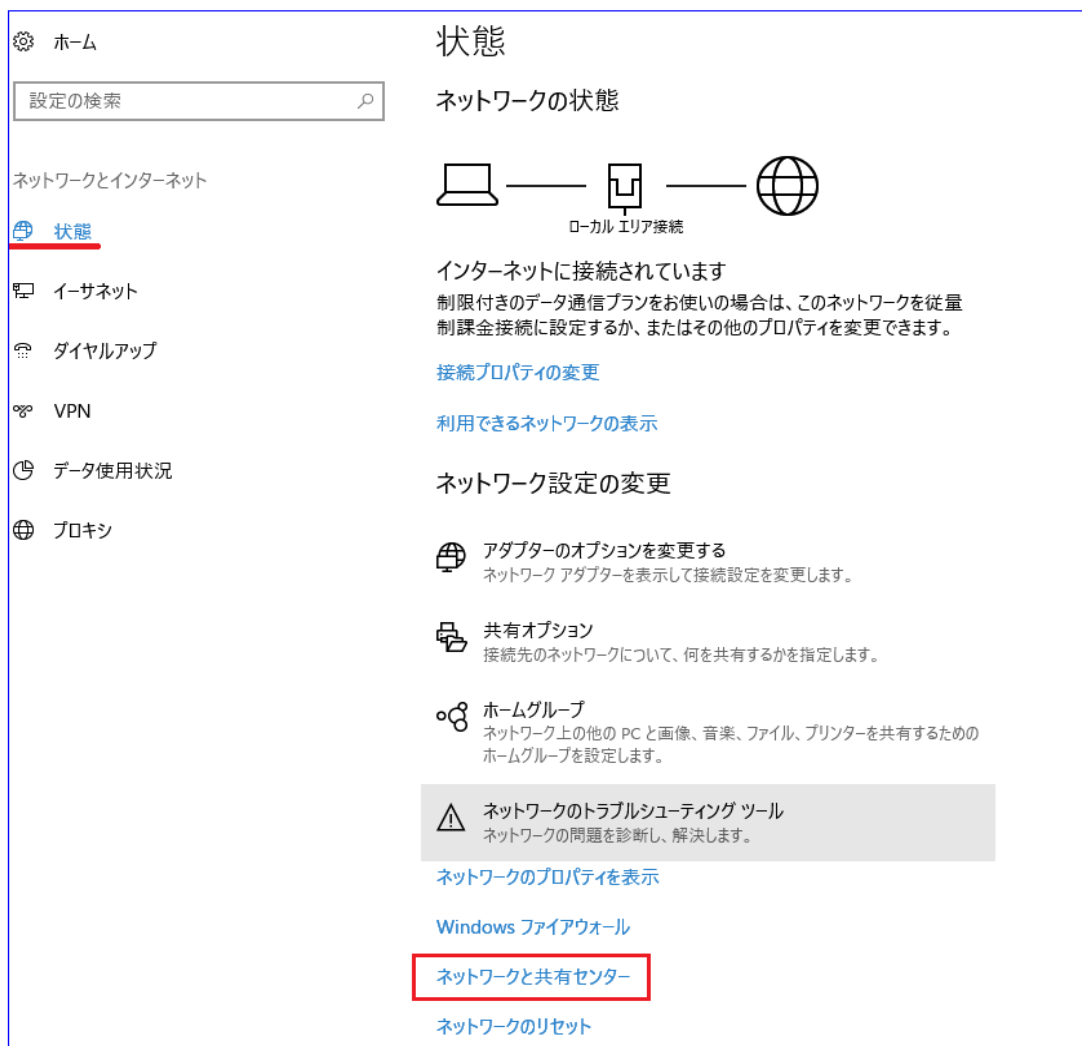 ホーム
設定の検索
ネットワークとインターネット
状態
イーサネット
ダイヤルアップ
VPN
データ使用状況
プロキシ
状態
ネットワークの状態
ローカル エリア接続
インターネットに接続されています
制限付きのデータ通信プランをお使いの場合は、このネットワークを従量
制課金接続に設定するか、またはその他のプロパティを変更できます。
接続プロパティの変更
利用できるネットワークの表示
ネットワーク設定の変更
アダプターのオプションを変更する
ネットワーク アダプターを表示して接続設定を変更します。
共有オプション
接続先のネットワークについて、何を共有するかを指定します。
ホームグループ
ネットワーク上の他の PC と画像、音楽、ファイル、プリンターを共有するための
ホームグループを設定します。
ネットワークのトラブルシューティング ツール
ネットワークの問題を診断し、解決します。
ネットワークのプロパティを表示
Windows ファイアウォール
ネットワークと共有センター
ネットワークのリセット